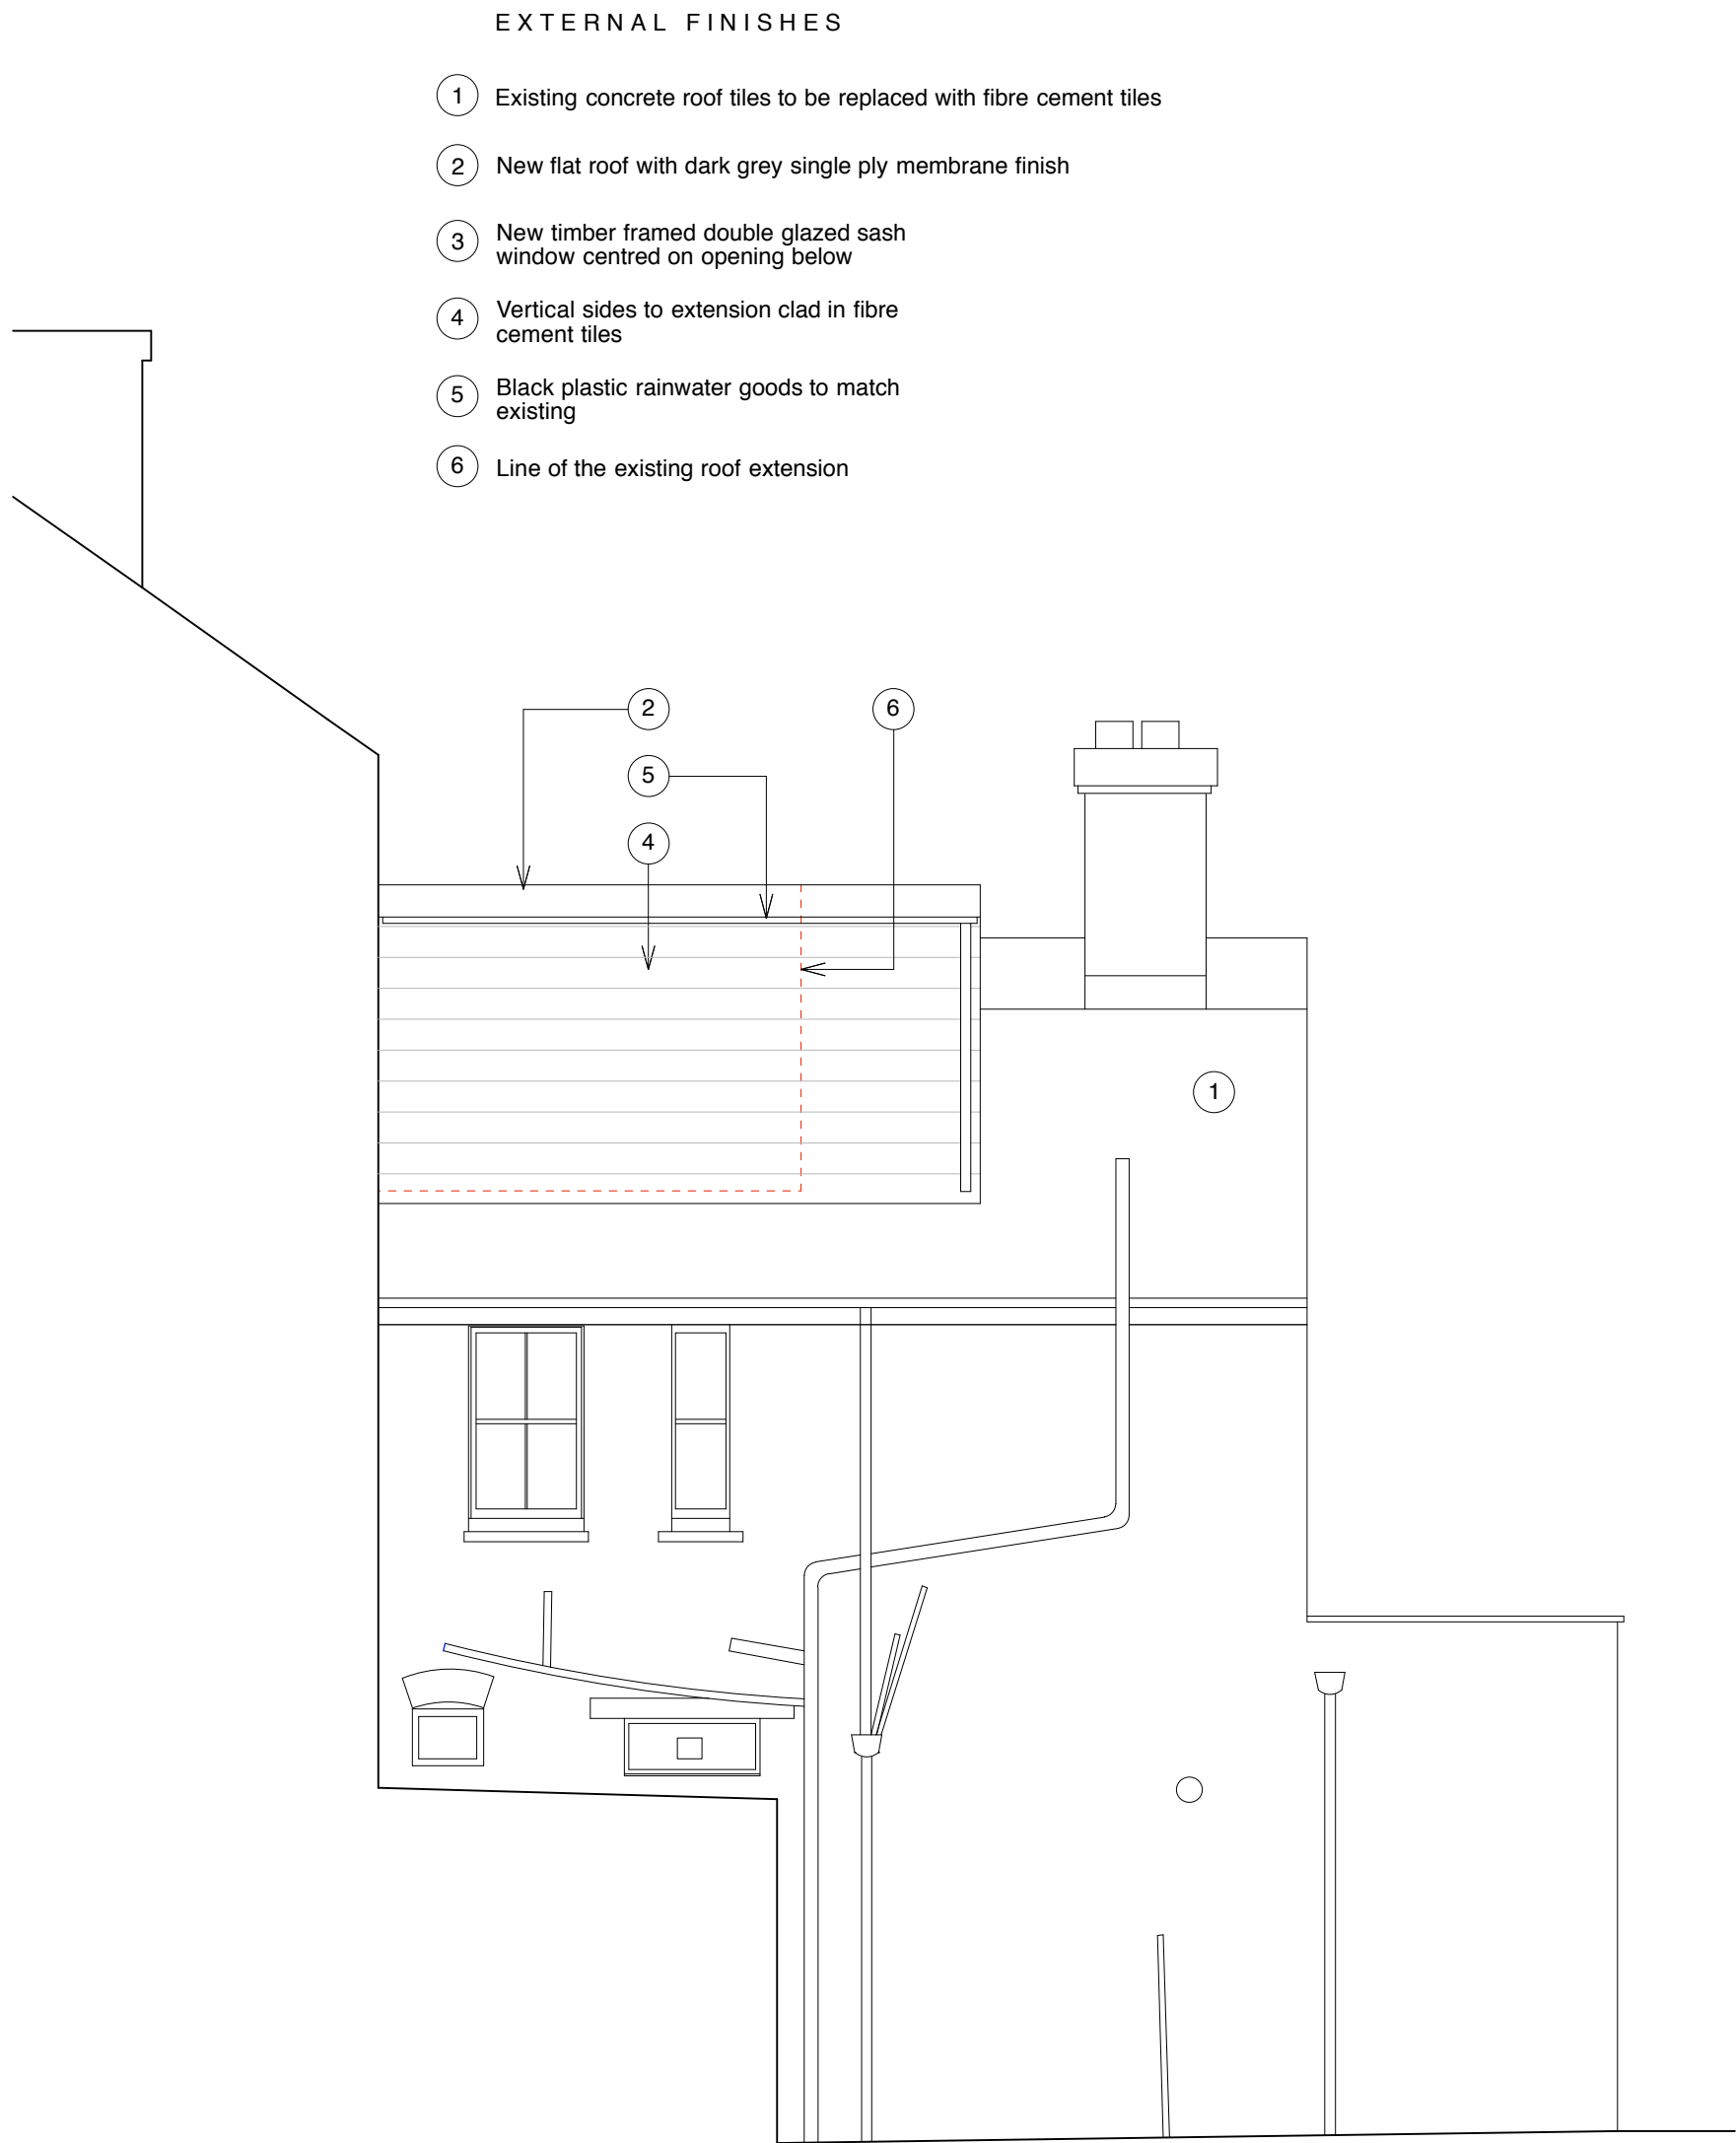 EXTERNAL FINISHES
1 Existing concrete roof tiles to be replaced with fibre cement tiles
2 New flat roof with dark grey single ply membrane finish
3 New timber framed double glazed sash
window centred on opening below
4 Vertical sides to extension clad in fibre
cement tiles
5 Black plastic rainwater goods to match
existing
6 Line of the existing roof extension
2
6
5
4
1